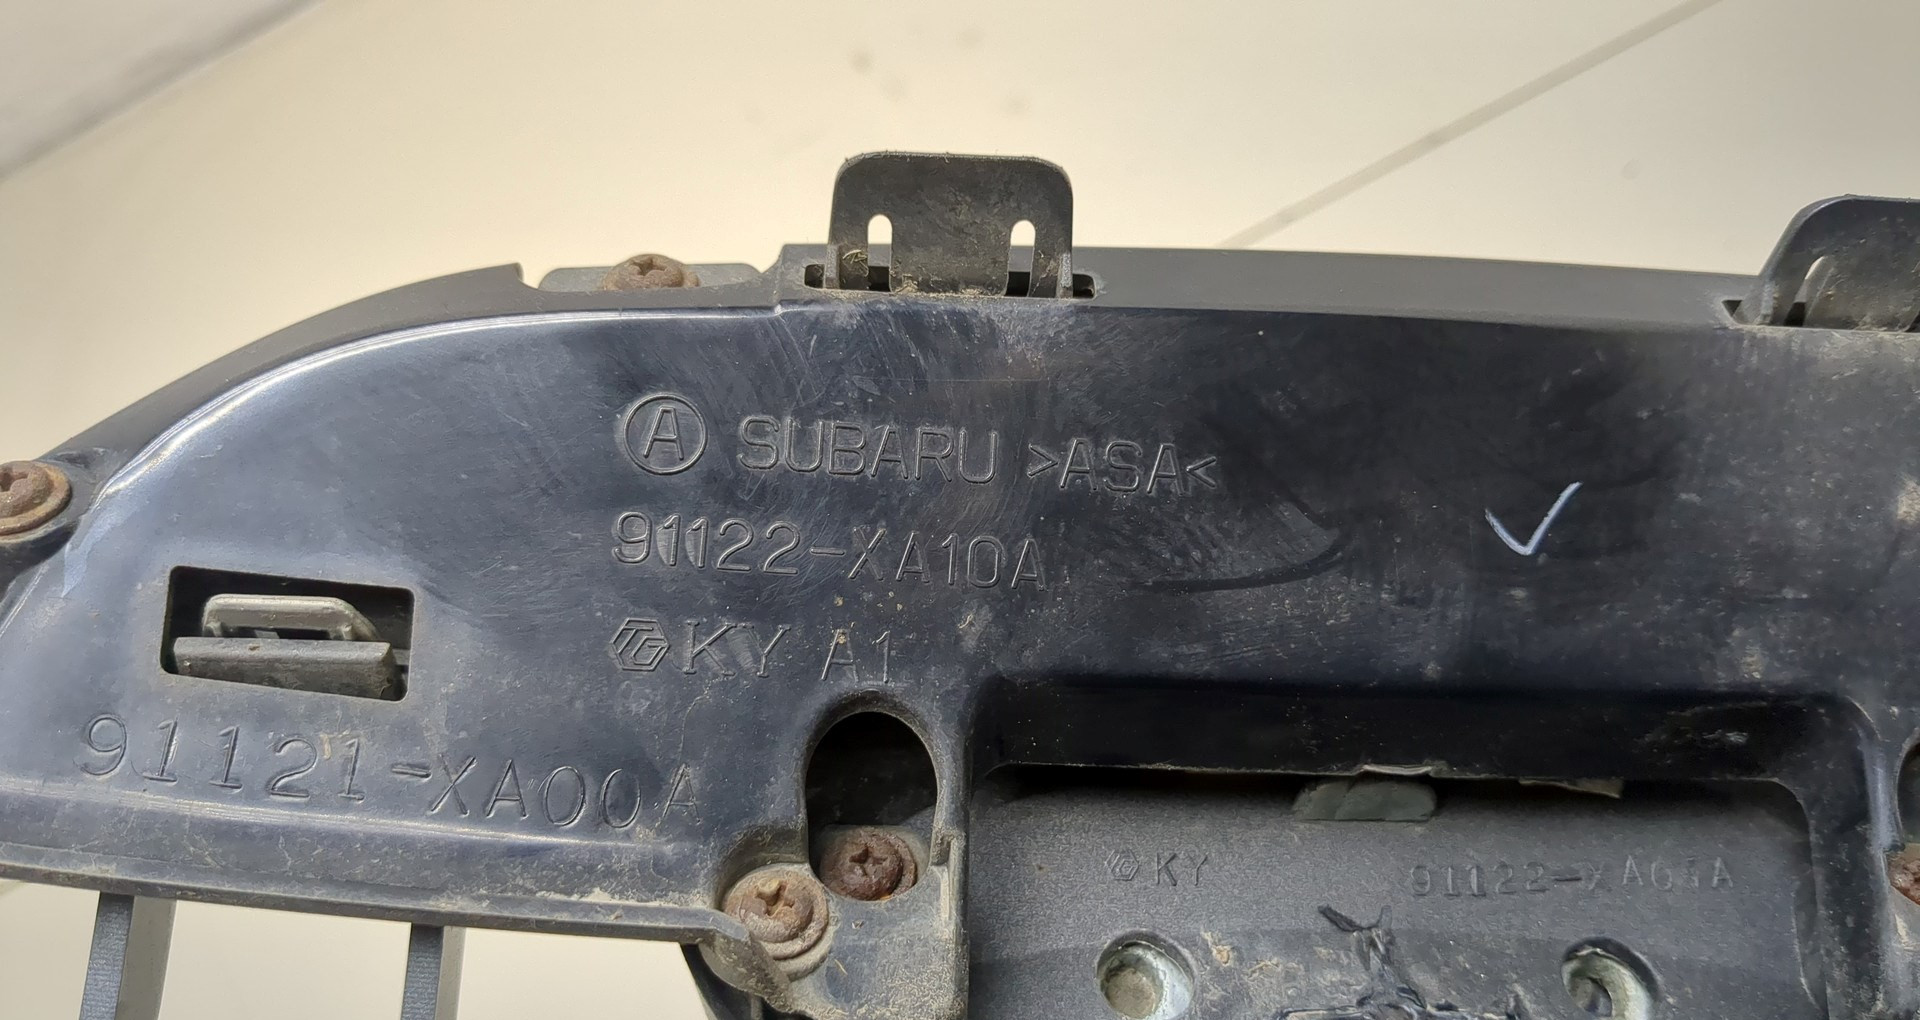 Ⓐ SUBARU >ASA<
91122-XA10A
KY A1
91121-XA00A
KY